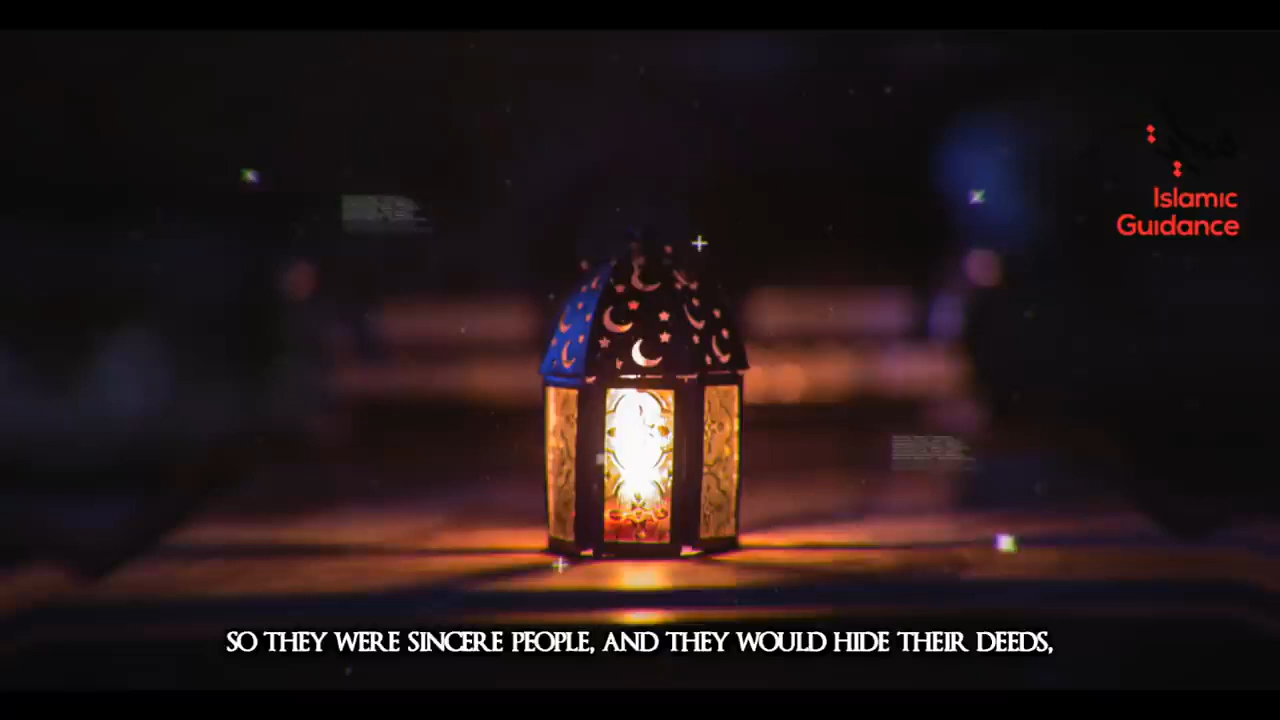 Islamic
Guidance
SO THEY WERE SINCERE PEOPLE, AND THEY WOULD HIDE THEIR DEEDS,